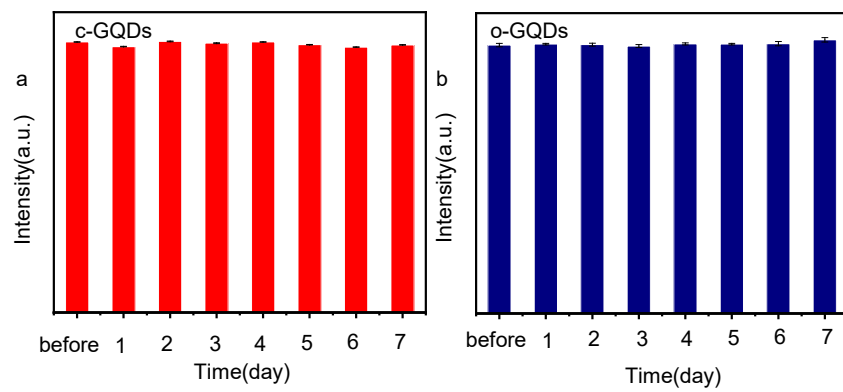 a
c-GQDs
Intensity(a.u.)
before 1 2 3 4 5 6 7
Time(day)
b
o-GQDs
Intensity(a.u.)
before 1 2 3 4 5 6 7
Time(day)